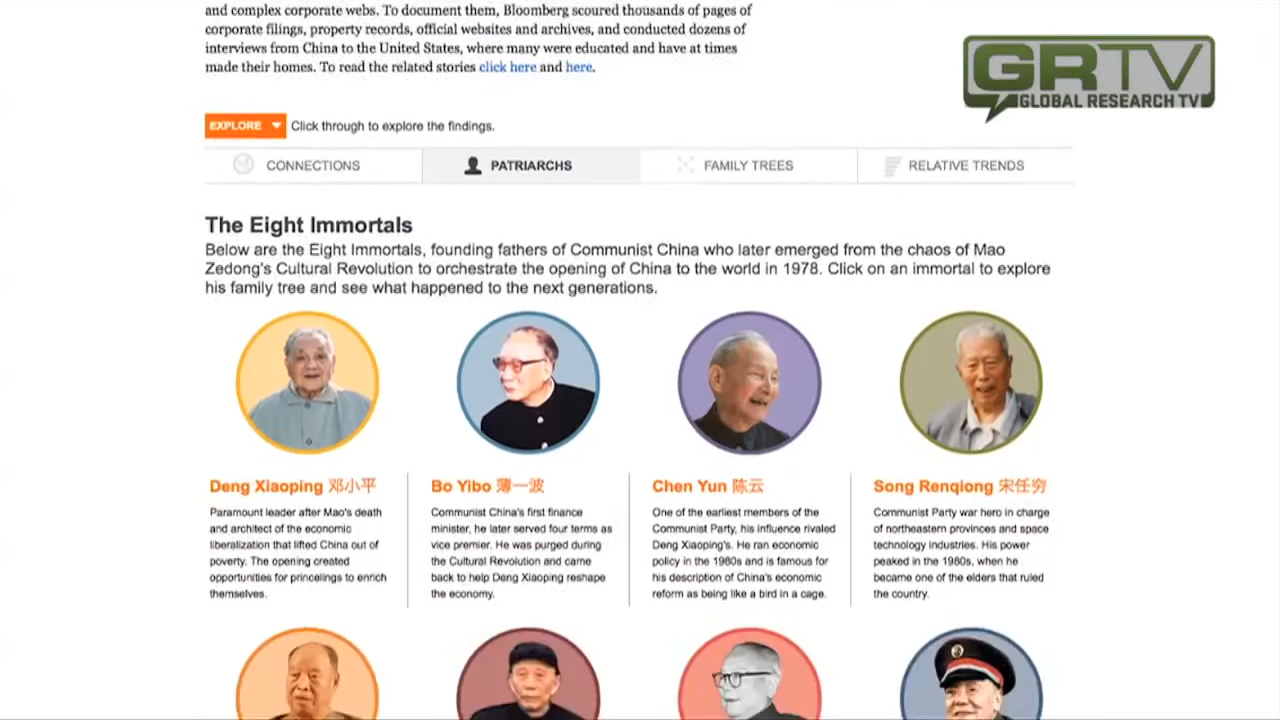 and complex corporate webs. To document them, Bloomberg scoured thousands of pages of
corporate filings, property records, official websites and archives, and conducted dozens of
interviews from China to the United States, where many were educated and have at times
made their homes. To read the related stories click here and here.
GRTV
GLOBAL RESEARCH TV
EXPLORE Click through to explore the findings.
CONNECTIONS PATRIARCHS FAMILY TREES RELATIVE TRENDS
The Eight Immortals
Below are the Eight Immortals, founding fathers of Communist China who later emerged from the chaos of Mao
Zedong's Cultural Revolution to orchestrate the opening of China to the world in 1978. Click on an immortal to explore
his family tree and see what happened to the next generations.
Deng Xiaoping 邓小平
Paramount leader after Mao's death
and architect of the economic
liberalization that lifted China out of
poverty. The opening created
opportunities for princelings to enrich
themselves.
Bo Yibo 薄一波
Communist China's first finance
minister, he later served four terms as
vice premier. He was purged during
the Cultural Revolution and came
back to help Deng Xiaoping reshape
the economy.
Chen Yun 陈云
One of the earliest members of the
Communist Party, his influence rivaled
Deng Xiaoping's. He ran economic
policy in the 1980s and is famous for
his description of China's economic
reform as being like a bird in a cage.
Song Renqiong 宋任穷
Communist Party war hero in charge
of northeastern provinces and space
technology industries. His power
peaked in the 1980s, when he
became one of the elders that ruled
the country.